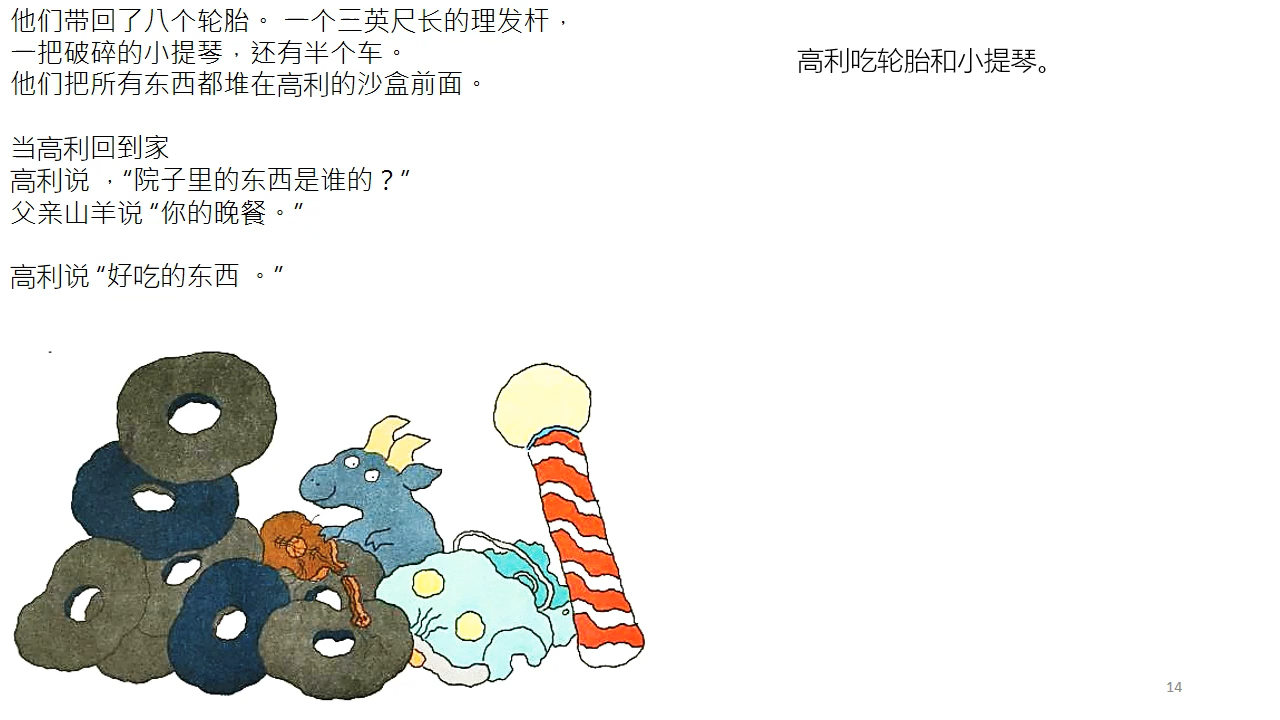 他们带回了八个轮胎。 一个三英尺长的理发杆，
一把破碎的小提琴，还有半个车。
他们把所有东西都堆在高利的沙盒前面。
当高利回到家
高利说 ，“院子里的东西是谁的？”
父亲山羊说 “你的晚餐。”
高利说 “好吃的东西 。”
高利吃轮胎和小提琴。
14